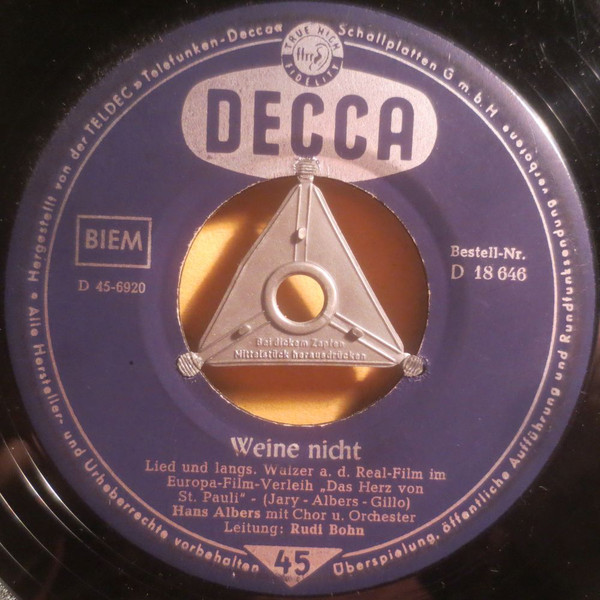 • Hergestellt von der TELDEC »Telefunken-Decca« Schallplatten G.m.b.H
TRUE HIGH
ffrr
FIDELITY
DECCA
BIEM
D 45-6920
Bestell-Nr.
D 18 646
Bei dickem Zapfen
Mittelstück herausdrücken
Weine nicht
Lied und langs. Walzer a. d. Real-Film im
Europa-Film-Verleih „Das Herz von
St. Pauli" - (Jary - Albers - Gillo)
Hans Albers mit Chor u. Orchester
Leitung: Rudi Bohn
45
• Alle Hersteller- und Urheberrechte vorbehalten
Überspielung, öffentliche Aufführung und Rundfunksendung verboten